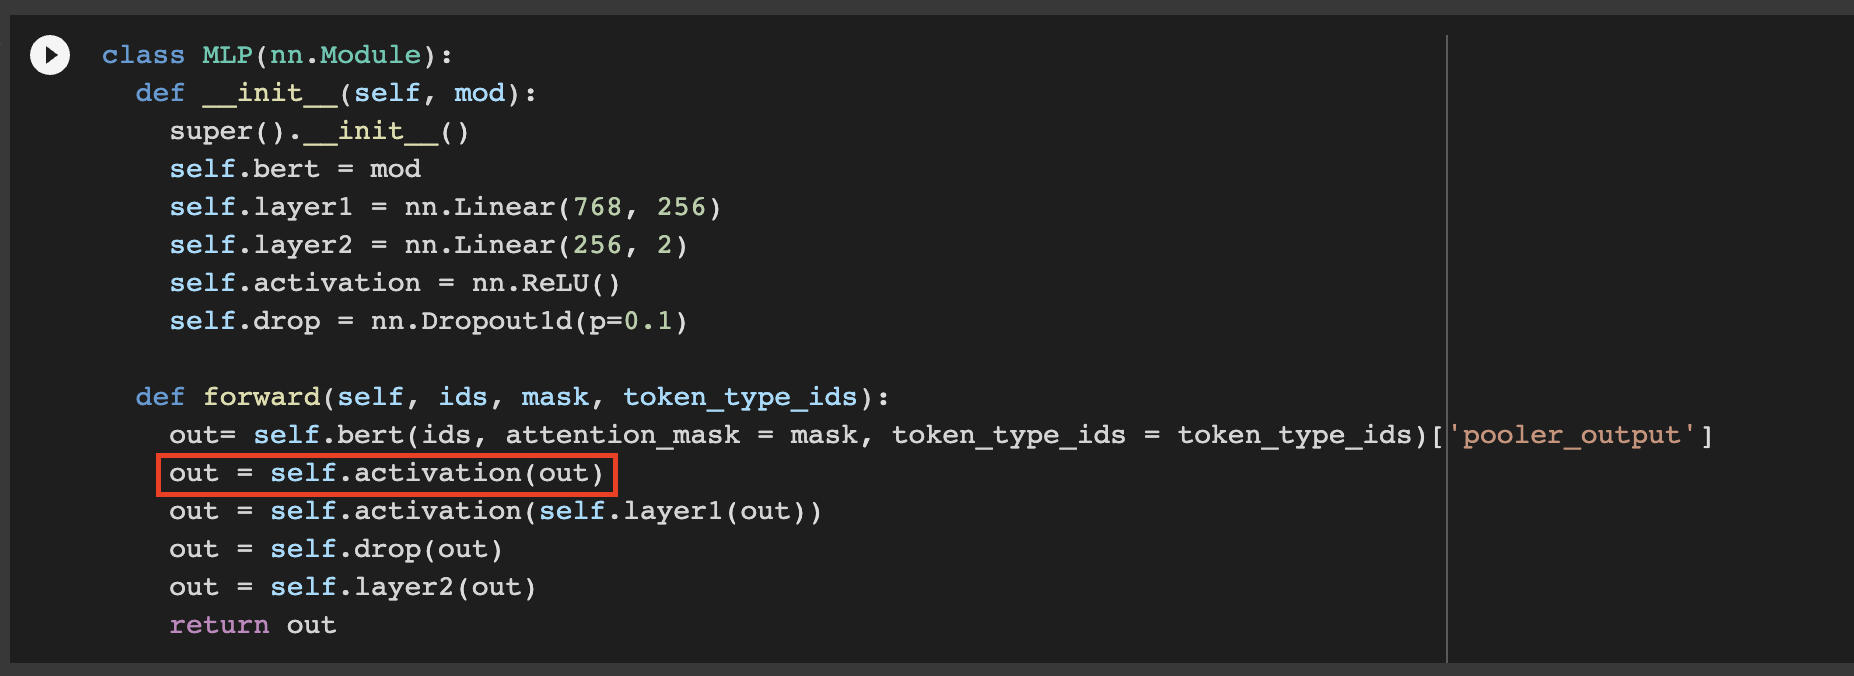 class MLP(nn.Module):
def __init__(self, mod):
super().__init__()
self.bert = mod
self.layer1 = nn.Linear(768, 256)
self.layer2 = nn.Linear(256, 2)
self.activation = nn.ReLU()
self.drop = nn.Dropout1d(p=0.1)
def forward(self, ids, mask, token_type_ids):
out= self.bert(ids, attention_mask = mask, token_type_ids = token_type_ids)['pooler_output']
out = self.activation(out)
out = self.activation(self.layer1(out))
out = self.drop(out)
out = self.layer2(out)
return out